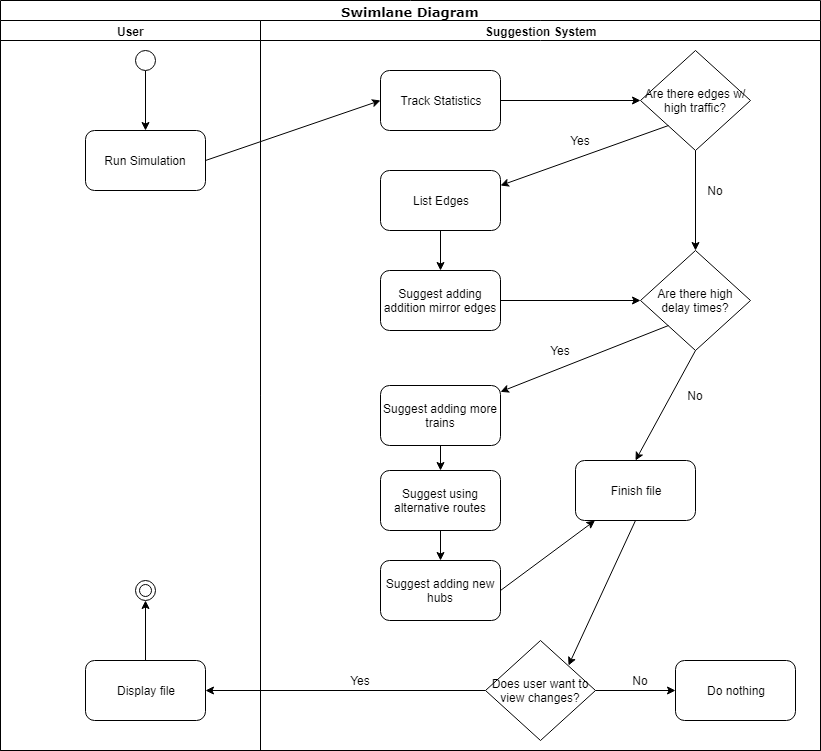 Swimlane Diagram
User
Suggestion System
Track Statistics
Are there edges w/
high traffic?
Run Simulation
Yes
No
List Edges
Suggest adding
addition mirror edges
Are there high
delay times?
Yes
No
Suggest adding more
trains
Suggest using
alternative routes
Finish file
Suggest adding new
hubs
Does user want to
view changes?
Yes
No
Display file
Do nothing